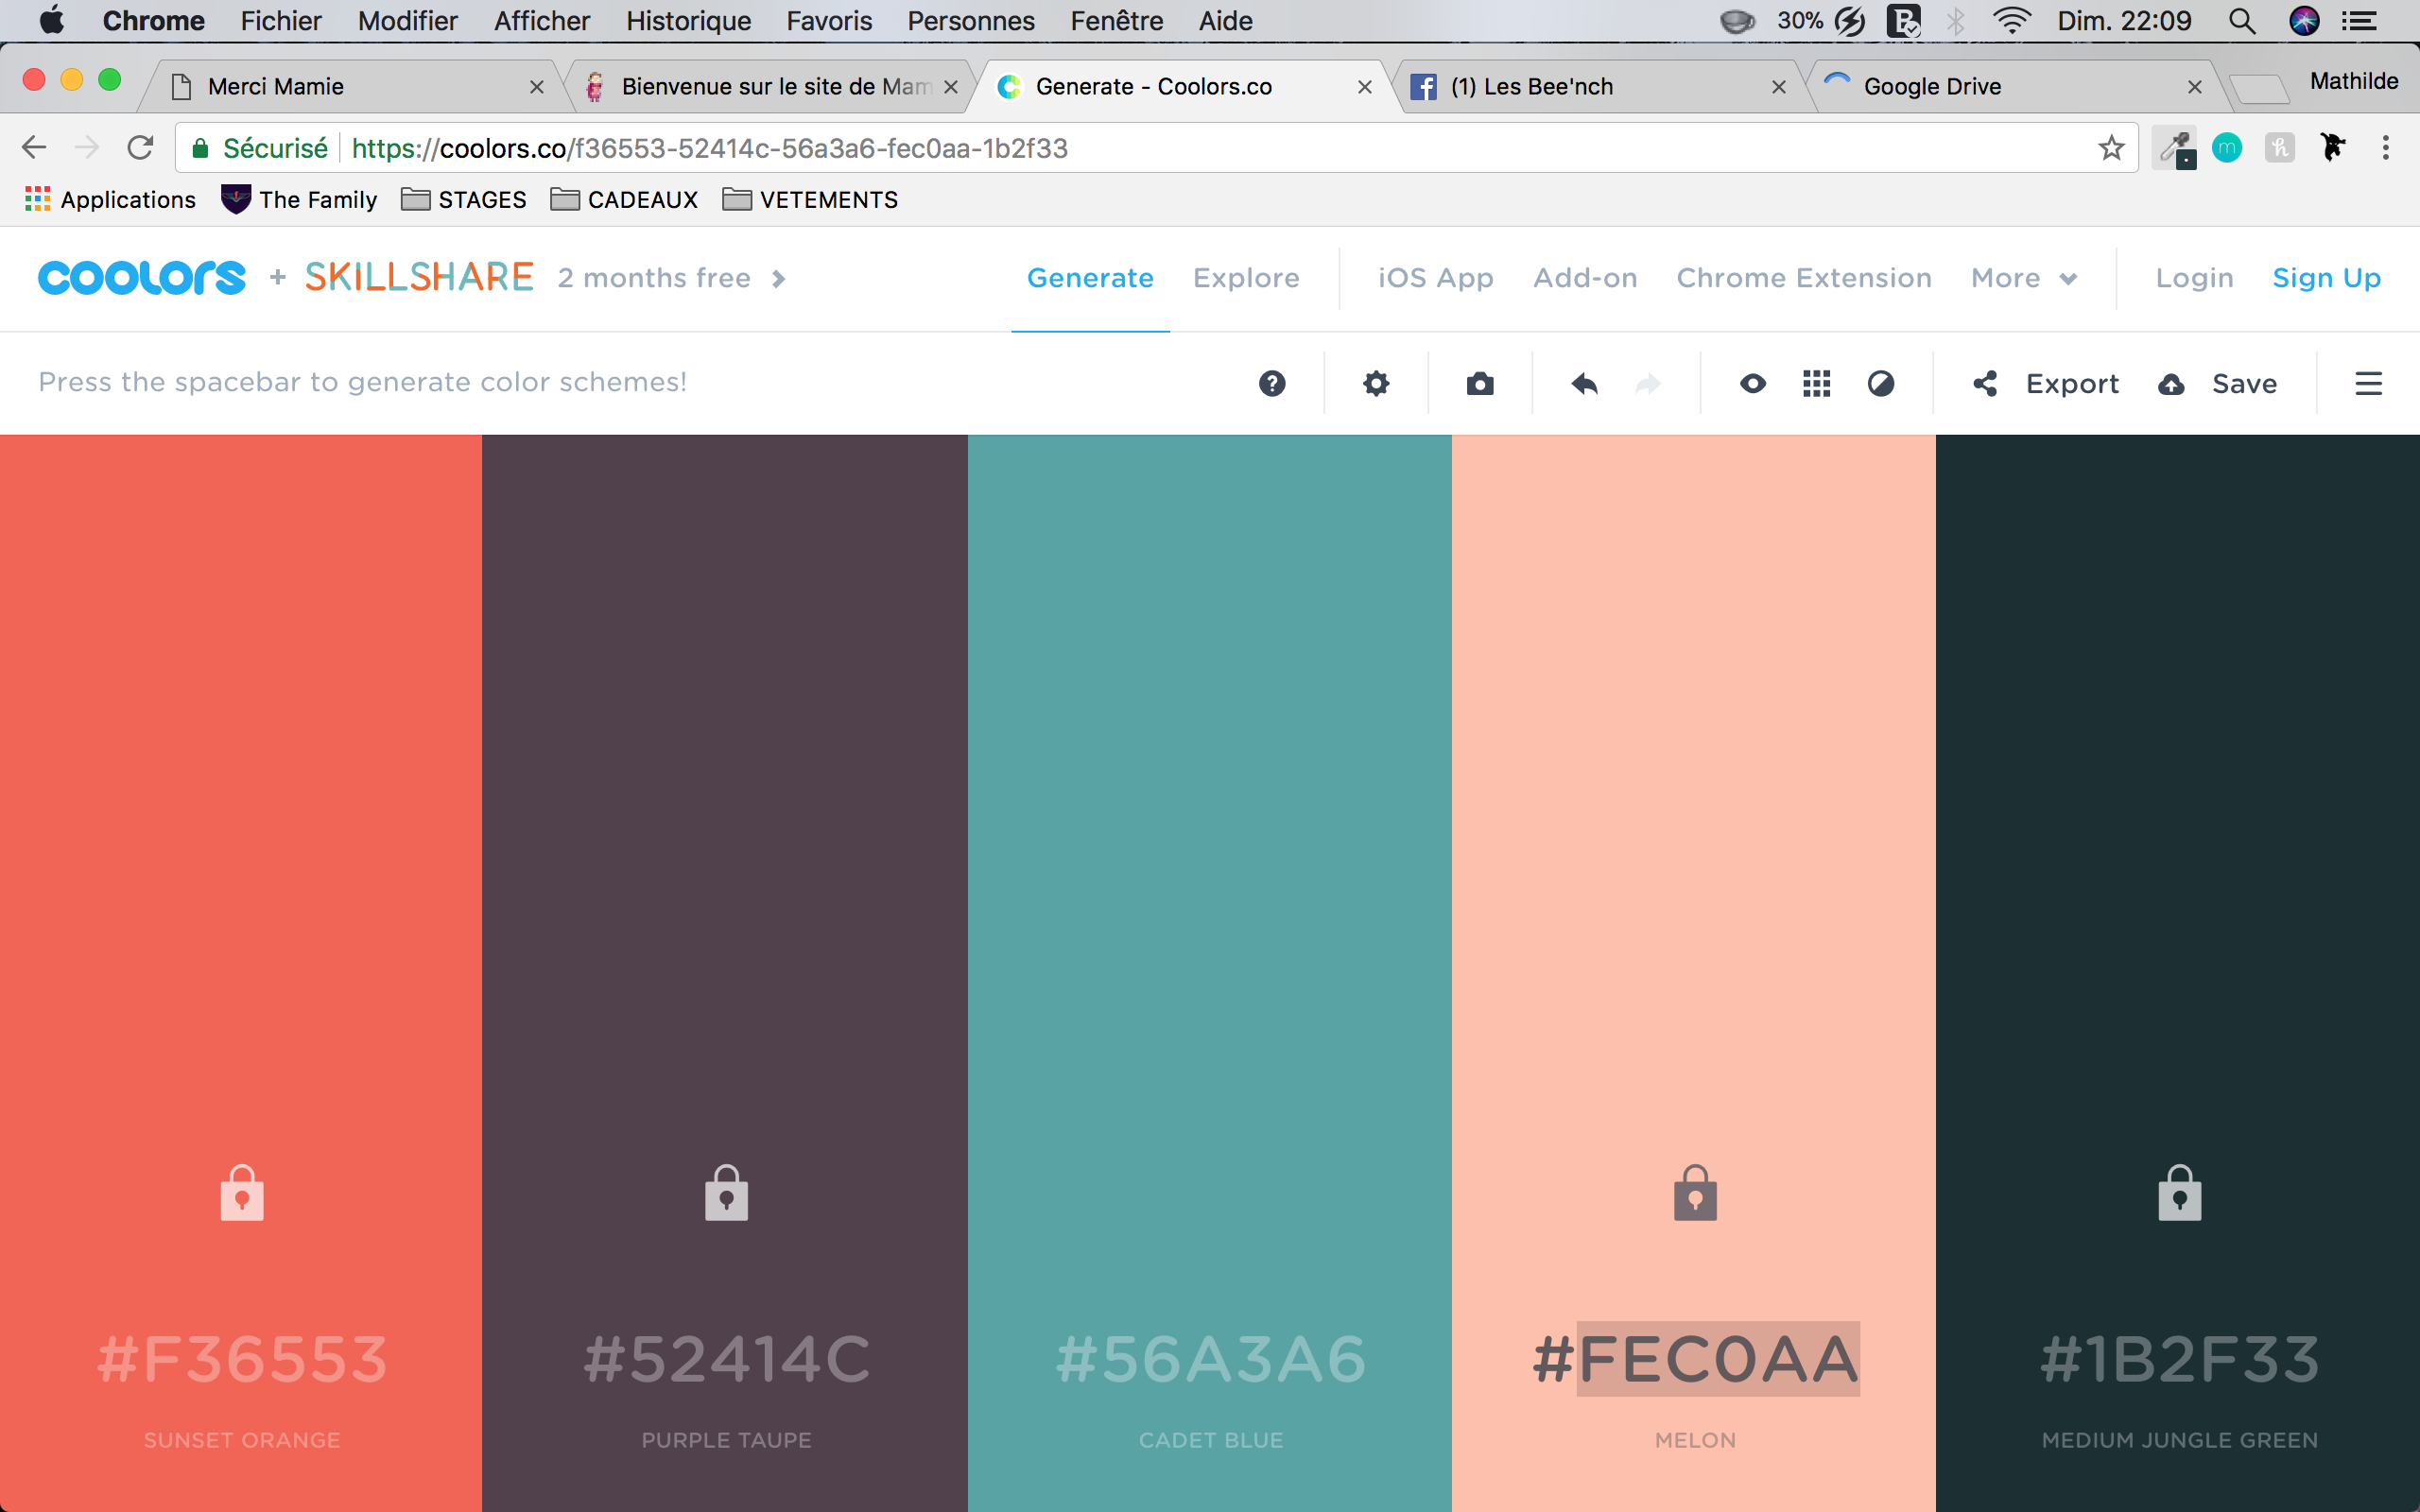 Chrome Fichier Modifier Afficher Historique Favoris Personnes Fenêtre Aide 30% Dim. 22:09
Merci Mamie Bienvenue sur le site de Mam Generate - Coolors.co (1) Les Bee'nch Google Drive Mathilde
Sécurisé https://coolors.co/f36553-52414c-56a3a6-fec0aa-1b2f33
Applications The Family STAGES CADEAUX VETEMENTS
coolors + SKILLSHARE 2 months free Generate Explore iOS App Add-on Chrome Extension More Login Sign Up
Press the spacebar to generate color schemes! Export Save
#F36553 #52414C #56A3A6 #FEC0AA #1B2F33
SUNSET ORANGE PURPLE TAUPE CADET BLUE MELON MEDIUM JUNGLE GREEN